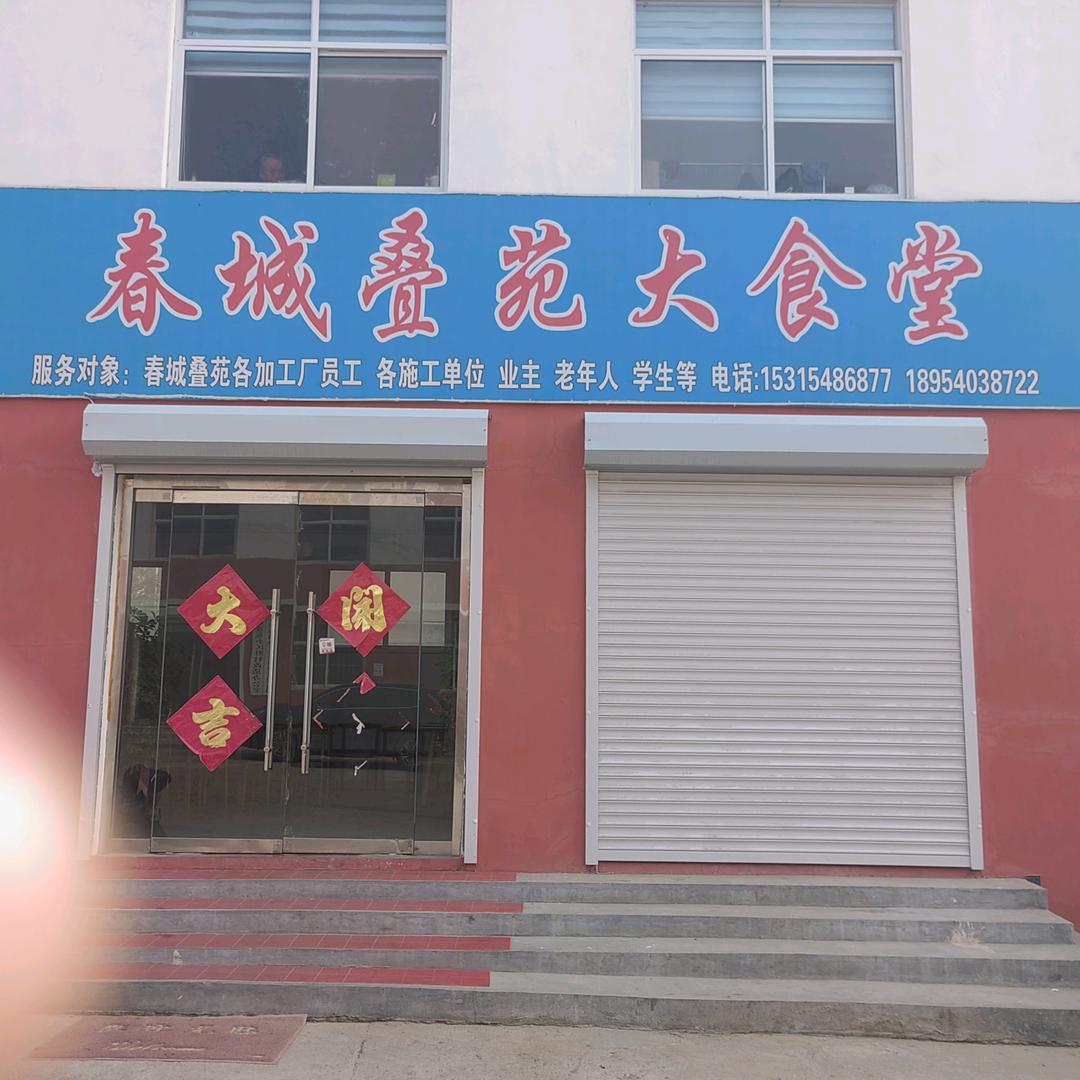 春城叠苑大食堂
服务对象：春城叠苑各加工厂员工 各施工单位 业主 老年人 学生等 电话:15315486877 18954038722
大 開
吉